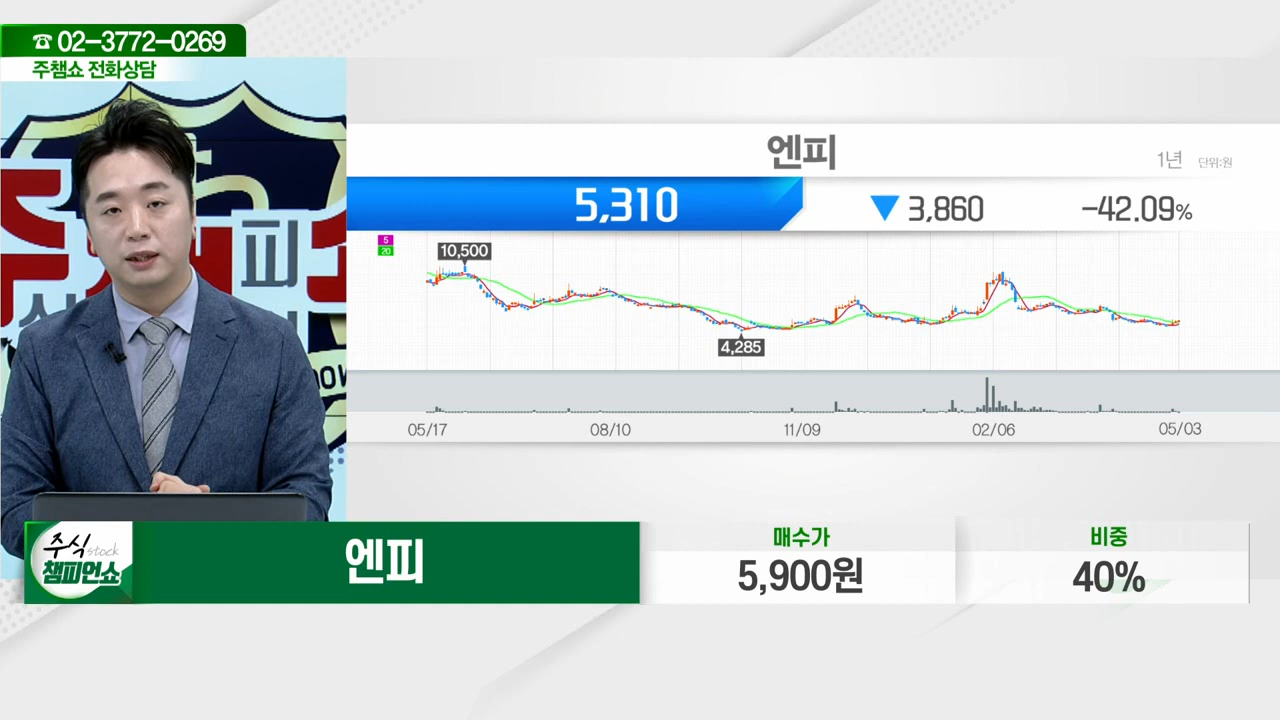 ☎ 02-3772-0269
주챔쇼 전화상담
피
엔피
1년 단위:원
5,310
▼ 3,860
-42.09%
5
20
10,500
4,285
05/17
08/10
11/09
02/06
05/03
주식 stock
챔피언쇼
엔피
매수가
5,900원
비중
40%